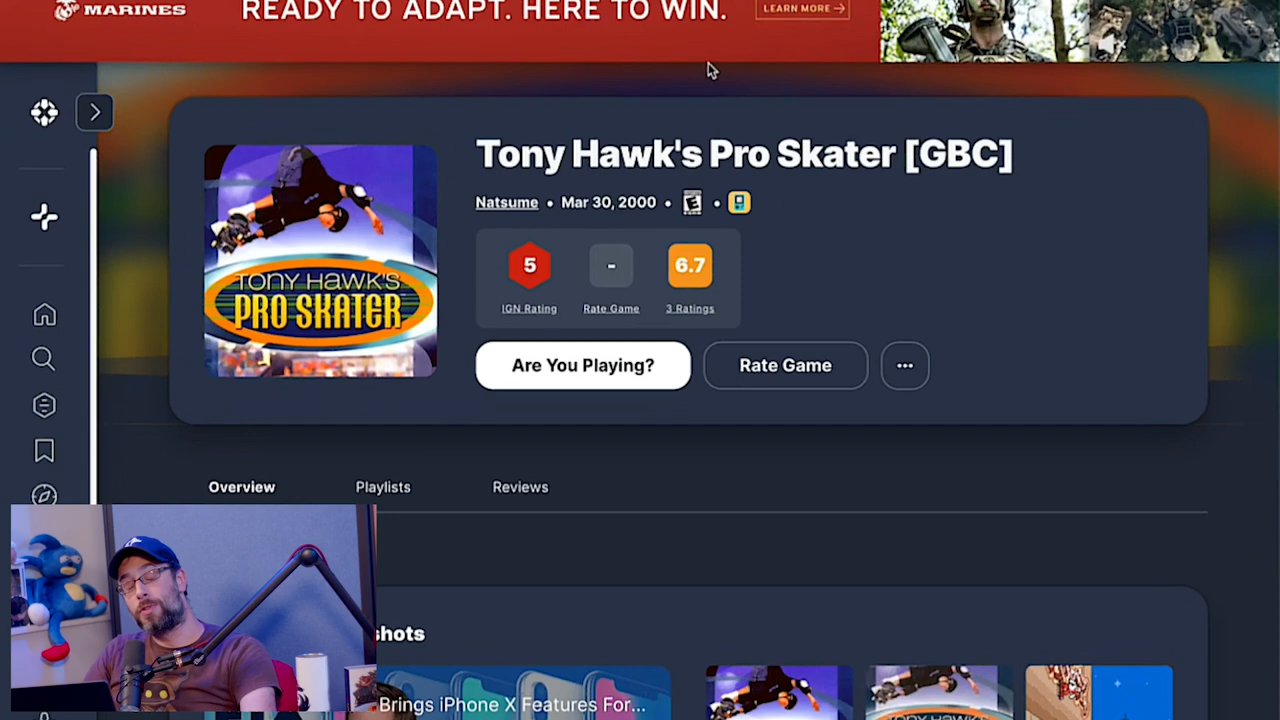 MARINES
READY TO ADAPT. HERE TO WIN.
LEARN MORE →
Tony Hawk's Pro Skater [GBC]
Natsume • Mar 30, 2000 • E •
5
-
6.7
IGN Rating
Rate Game
3 Ratings
Are You Playing?
Rate Game
...
TONY HAWK'S
PRO SKATER
Overview
Playlists
Reviews
shots
Brings iPhone X Features For...
TONY HAWK'S